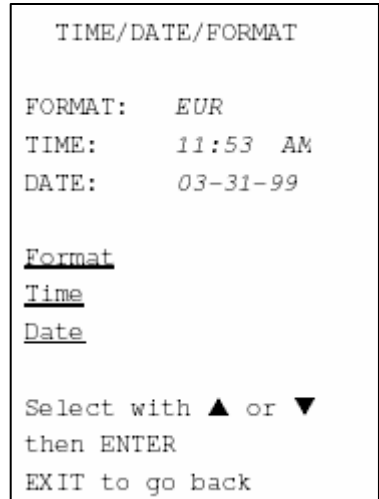 TIME/DATE/FORMAT
FORMAT: EUR
TIME: 11:53 AM
DATE: 03-31-99
Format
Time
Date
Select with ▲ or ▼
then ENTER
EXIT to go back